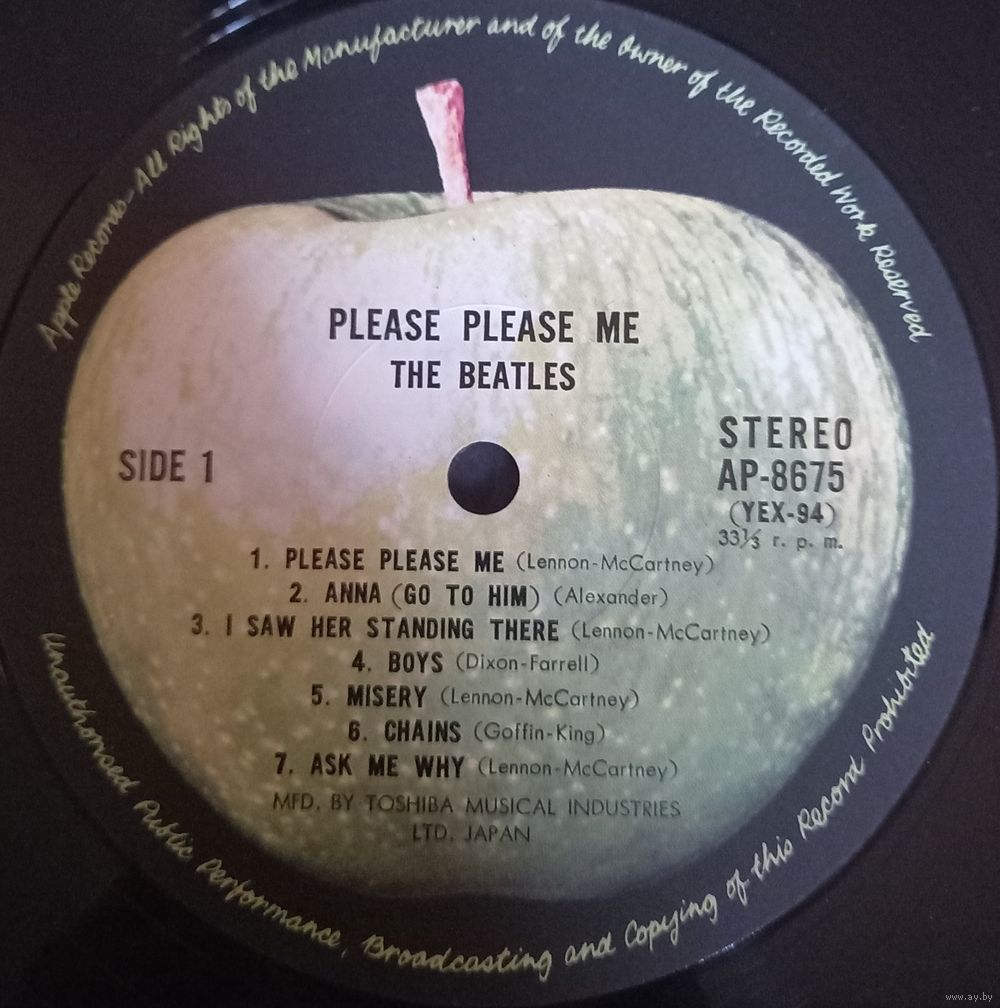 Apple Records-All Rights of the Manufacturer and of the Owner of the Recorded Work Reserved
PLEASE PLEASE ME
THE BEATLES
SIDE 1
STEREO
AP-8675
(YEX-94)
33⅓ r. p. m.
1. PLEASE PLEASE ME (Lennon-McCartney)
2. ANNA (GO TO HIM) (Alexander)
3. I SAW HER STANDING THERE (Lennon-McCartney)
4. BOYS (Dixon-Farrell)
5. MISERY (Lennon-McCartney)
6. CHAINS (Goffin-King)
7. ASK ME WHY (Lennon-McCartney)
MFD. BY TOSHIBA MUSICAL INDUSTRIES
LTD. JAPAN
Unauthorised Public Performance, Broadcasting and Copying of this Record Prohibited
www.ay.by